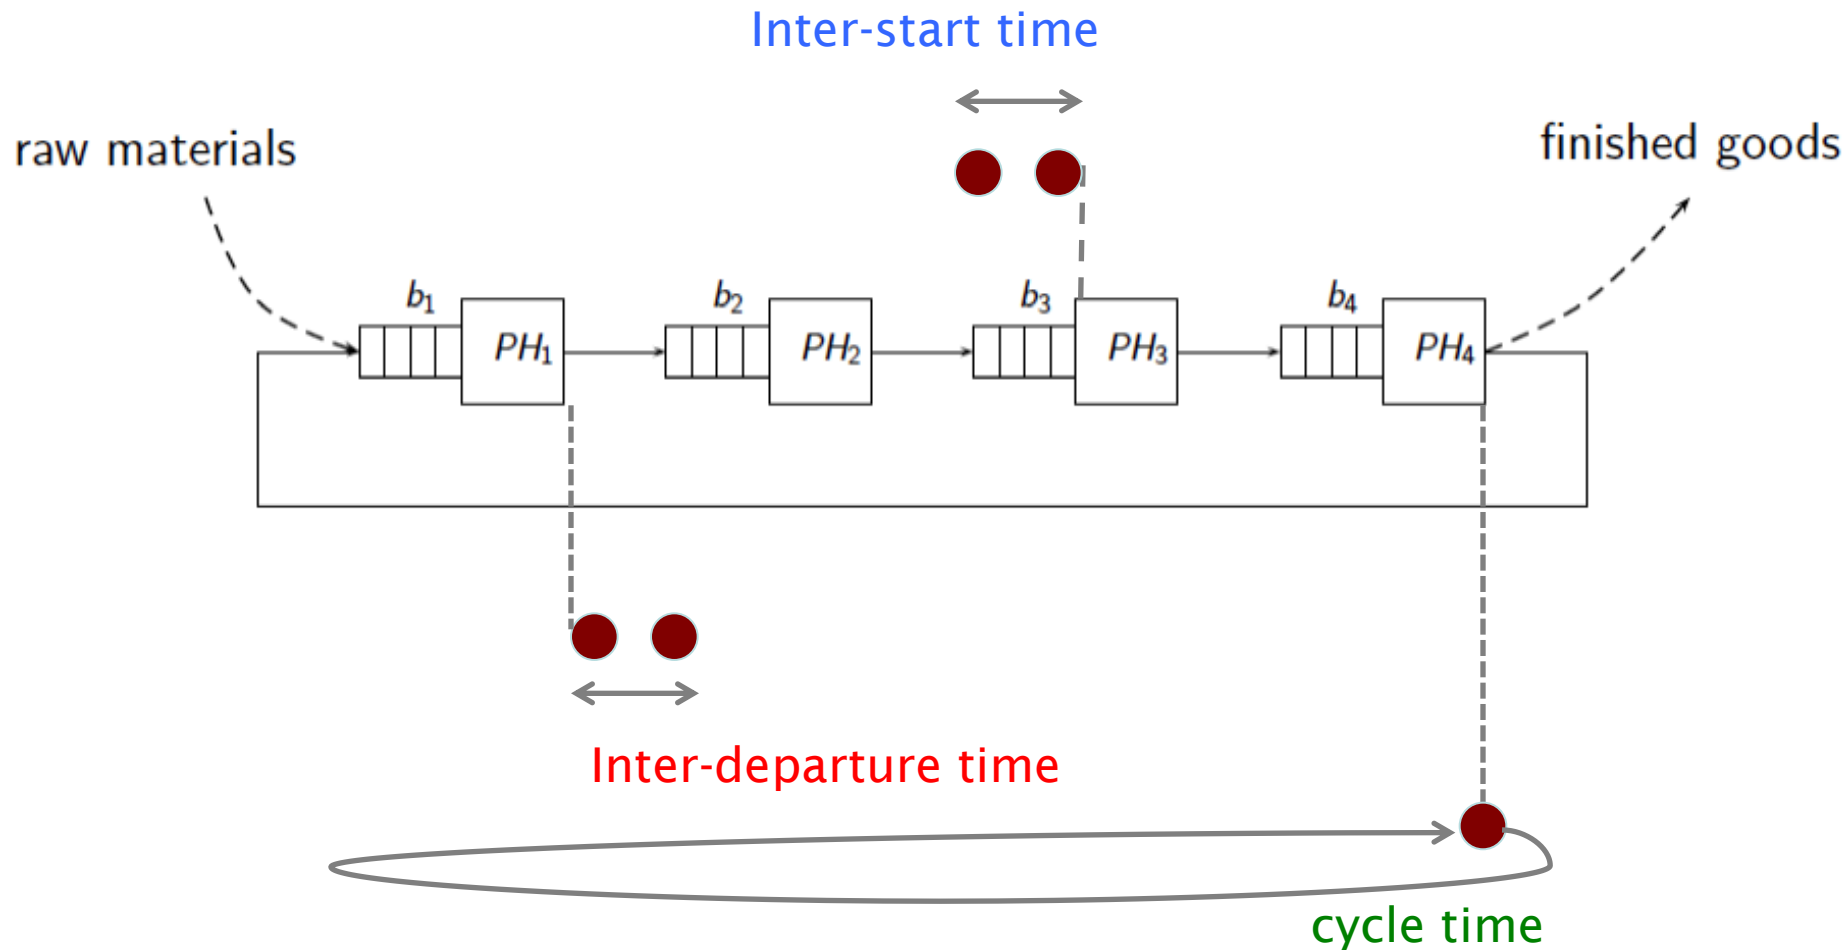 Inter-start time
raw materials
finished goods
b₁
b₂
b₃
b₄
PH₁
PH₂
PH₃
PH₄
Inter-departure time
cycle time